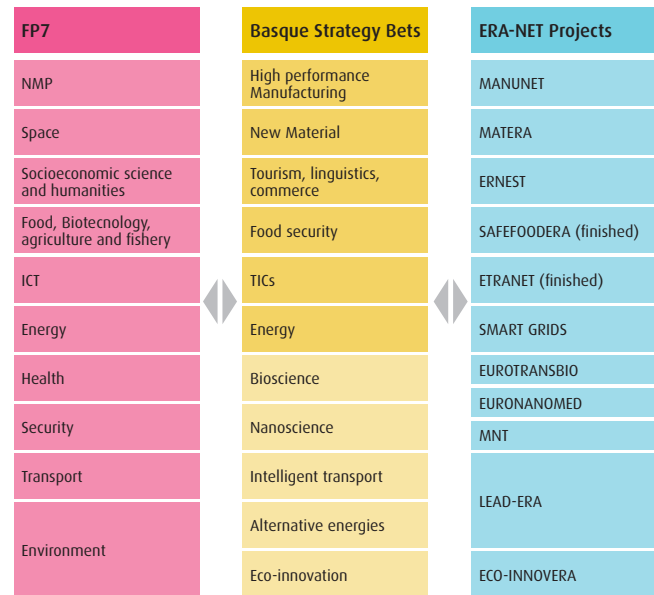 FP7
NMP
Space
Socioeconomic science
and humanities
Food, Biotecnology,
agriculture and fishery
ICT
Energy
Health
Security
Transport
Environment
Basque Strategy Bets
High performance
Manufacturing
New Material
Tourism, linguistics,
commerce
Food security
TICs
Energy
Bioscience
Nanoscience
Intelligent transport
Alternative energies
Eco-innovation
ERA-NET Projects
MANUNET
MATERA
ERNEST
SAFEFOODERA (finished)
ETRANET (finished)
SMART GRIDS
EUROTRANSBIO
EURONANOMED
MNT
LEAD-ERA
ECO-INNOVERA